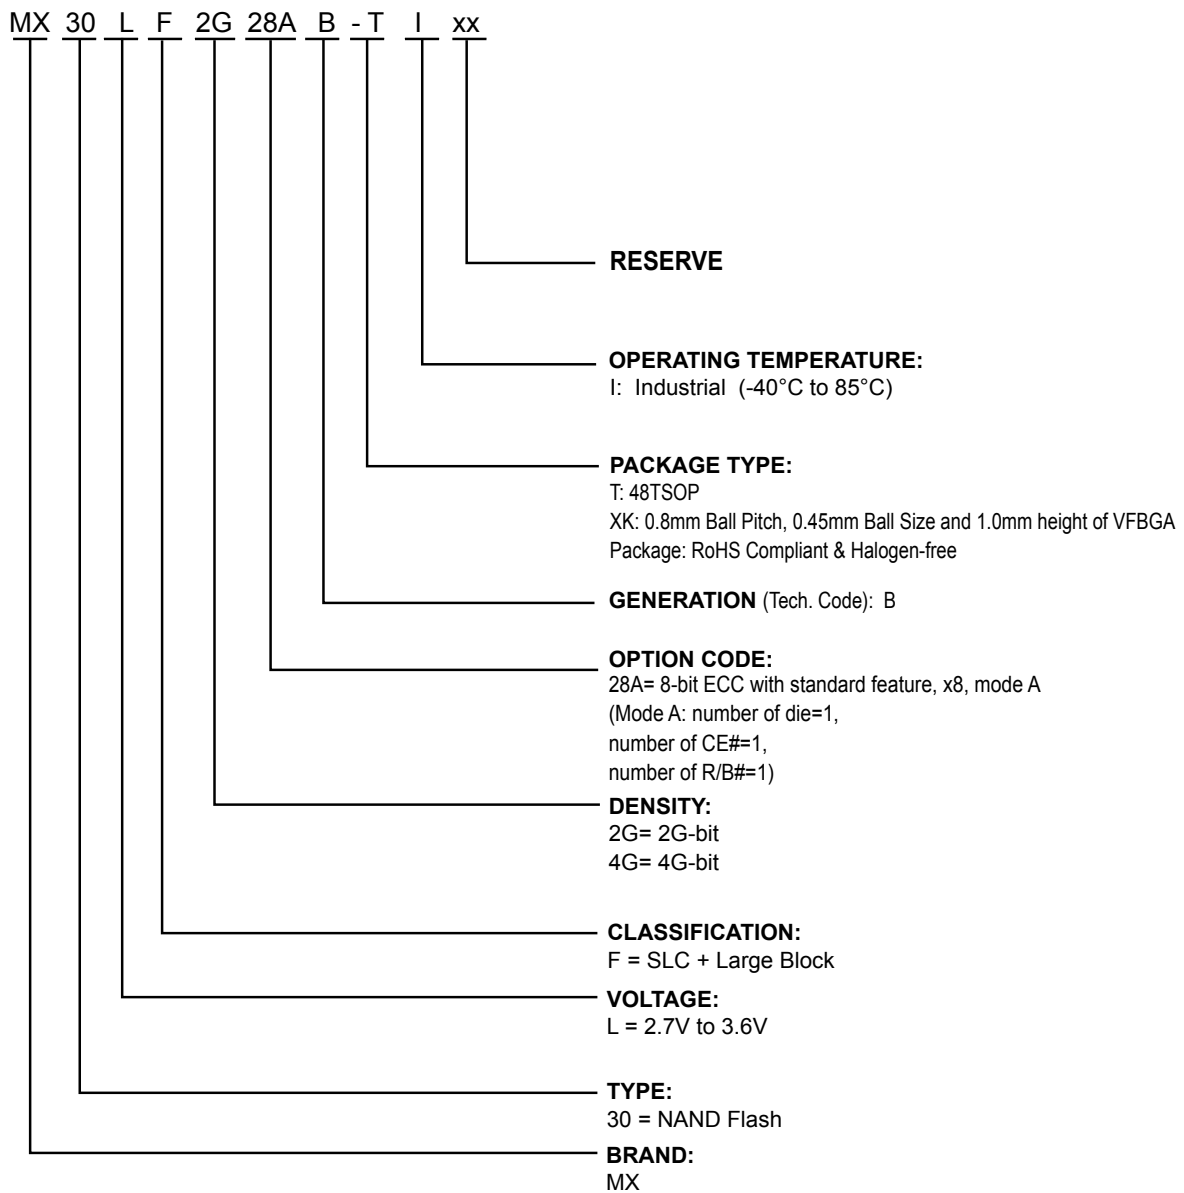 MX 30 L F 2G 28A B - T I xx
RESERVE
OPERATING TEMPERATURE:
I: Industrial (-40°C to 85°C)
PACKAGE TYPE:
T: 48TSOP
XK: 0.8mm Ball Pitch, 0.45mm Ball Size and 1.0mm height of VFBGA
Package: RoHS Compliant & Halogen-free
GENERATION (Tech. Code): B
OPTION CODE:
28A= 8-bit ECC with standard feature, x8, mode A
(Mode A: number of die=1,
number of CE#=1,
number of R/B#=1)
DENSITY:
2G= 2G-bit
4G= 4G-bit
CLASSIFICATION:
F = SLC + Large Block
VOLTAGE:
L = 2.7V to 3.6V
TYPE:
30 = NAND Flash
BRAND:
MX